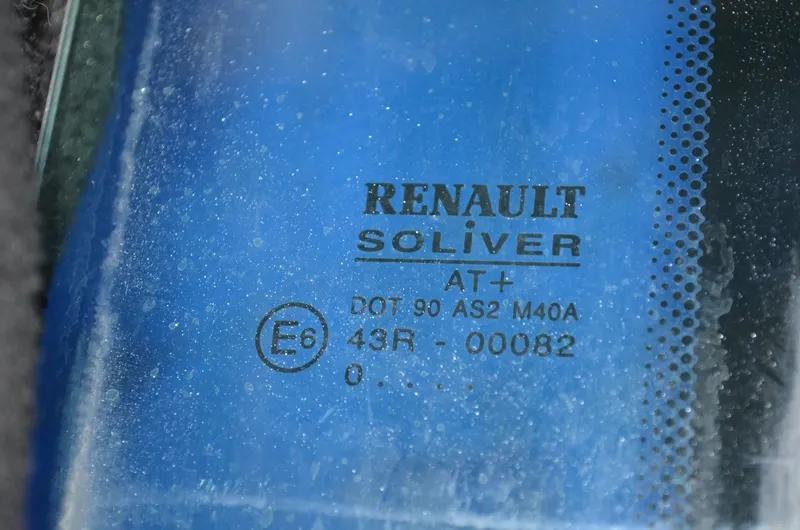 RENAULT
SOLiVER
AT+
DOT 90 AS2 M40A
E6 43R - 00082
0 . . . .